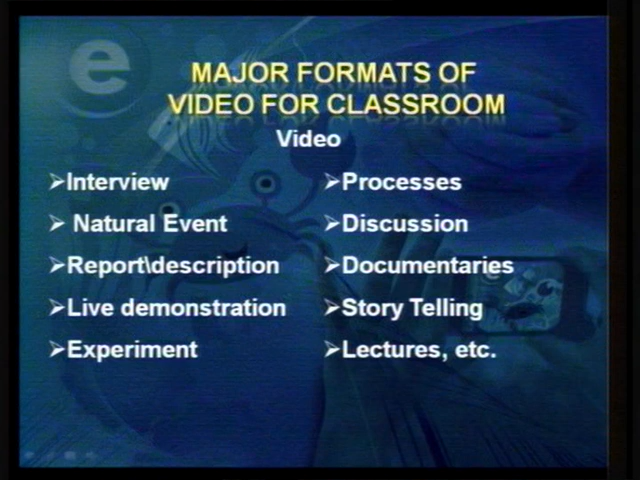 e
MAJOR FORMATS OF
VIDEO FOR CLASSROOM
Video
➢Interview
➢ Natural Event
➢Report\description
➢Live demonstration
➢Experiment
➢Processes
➢Discussion
➢Documentaries
➢Story Telling
➢Lectures, etc.